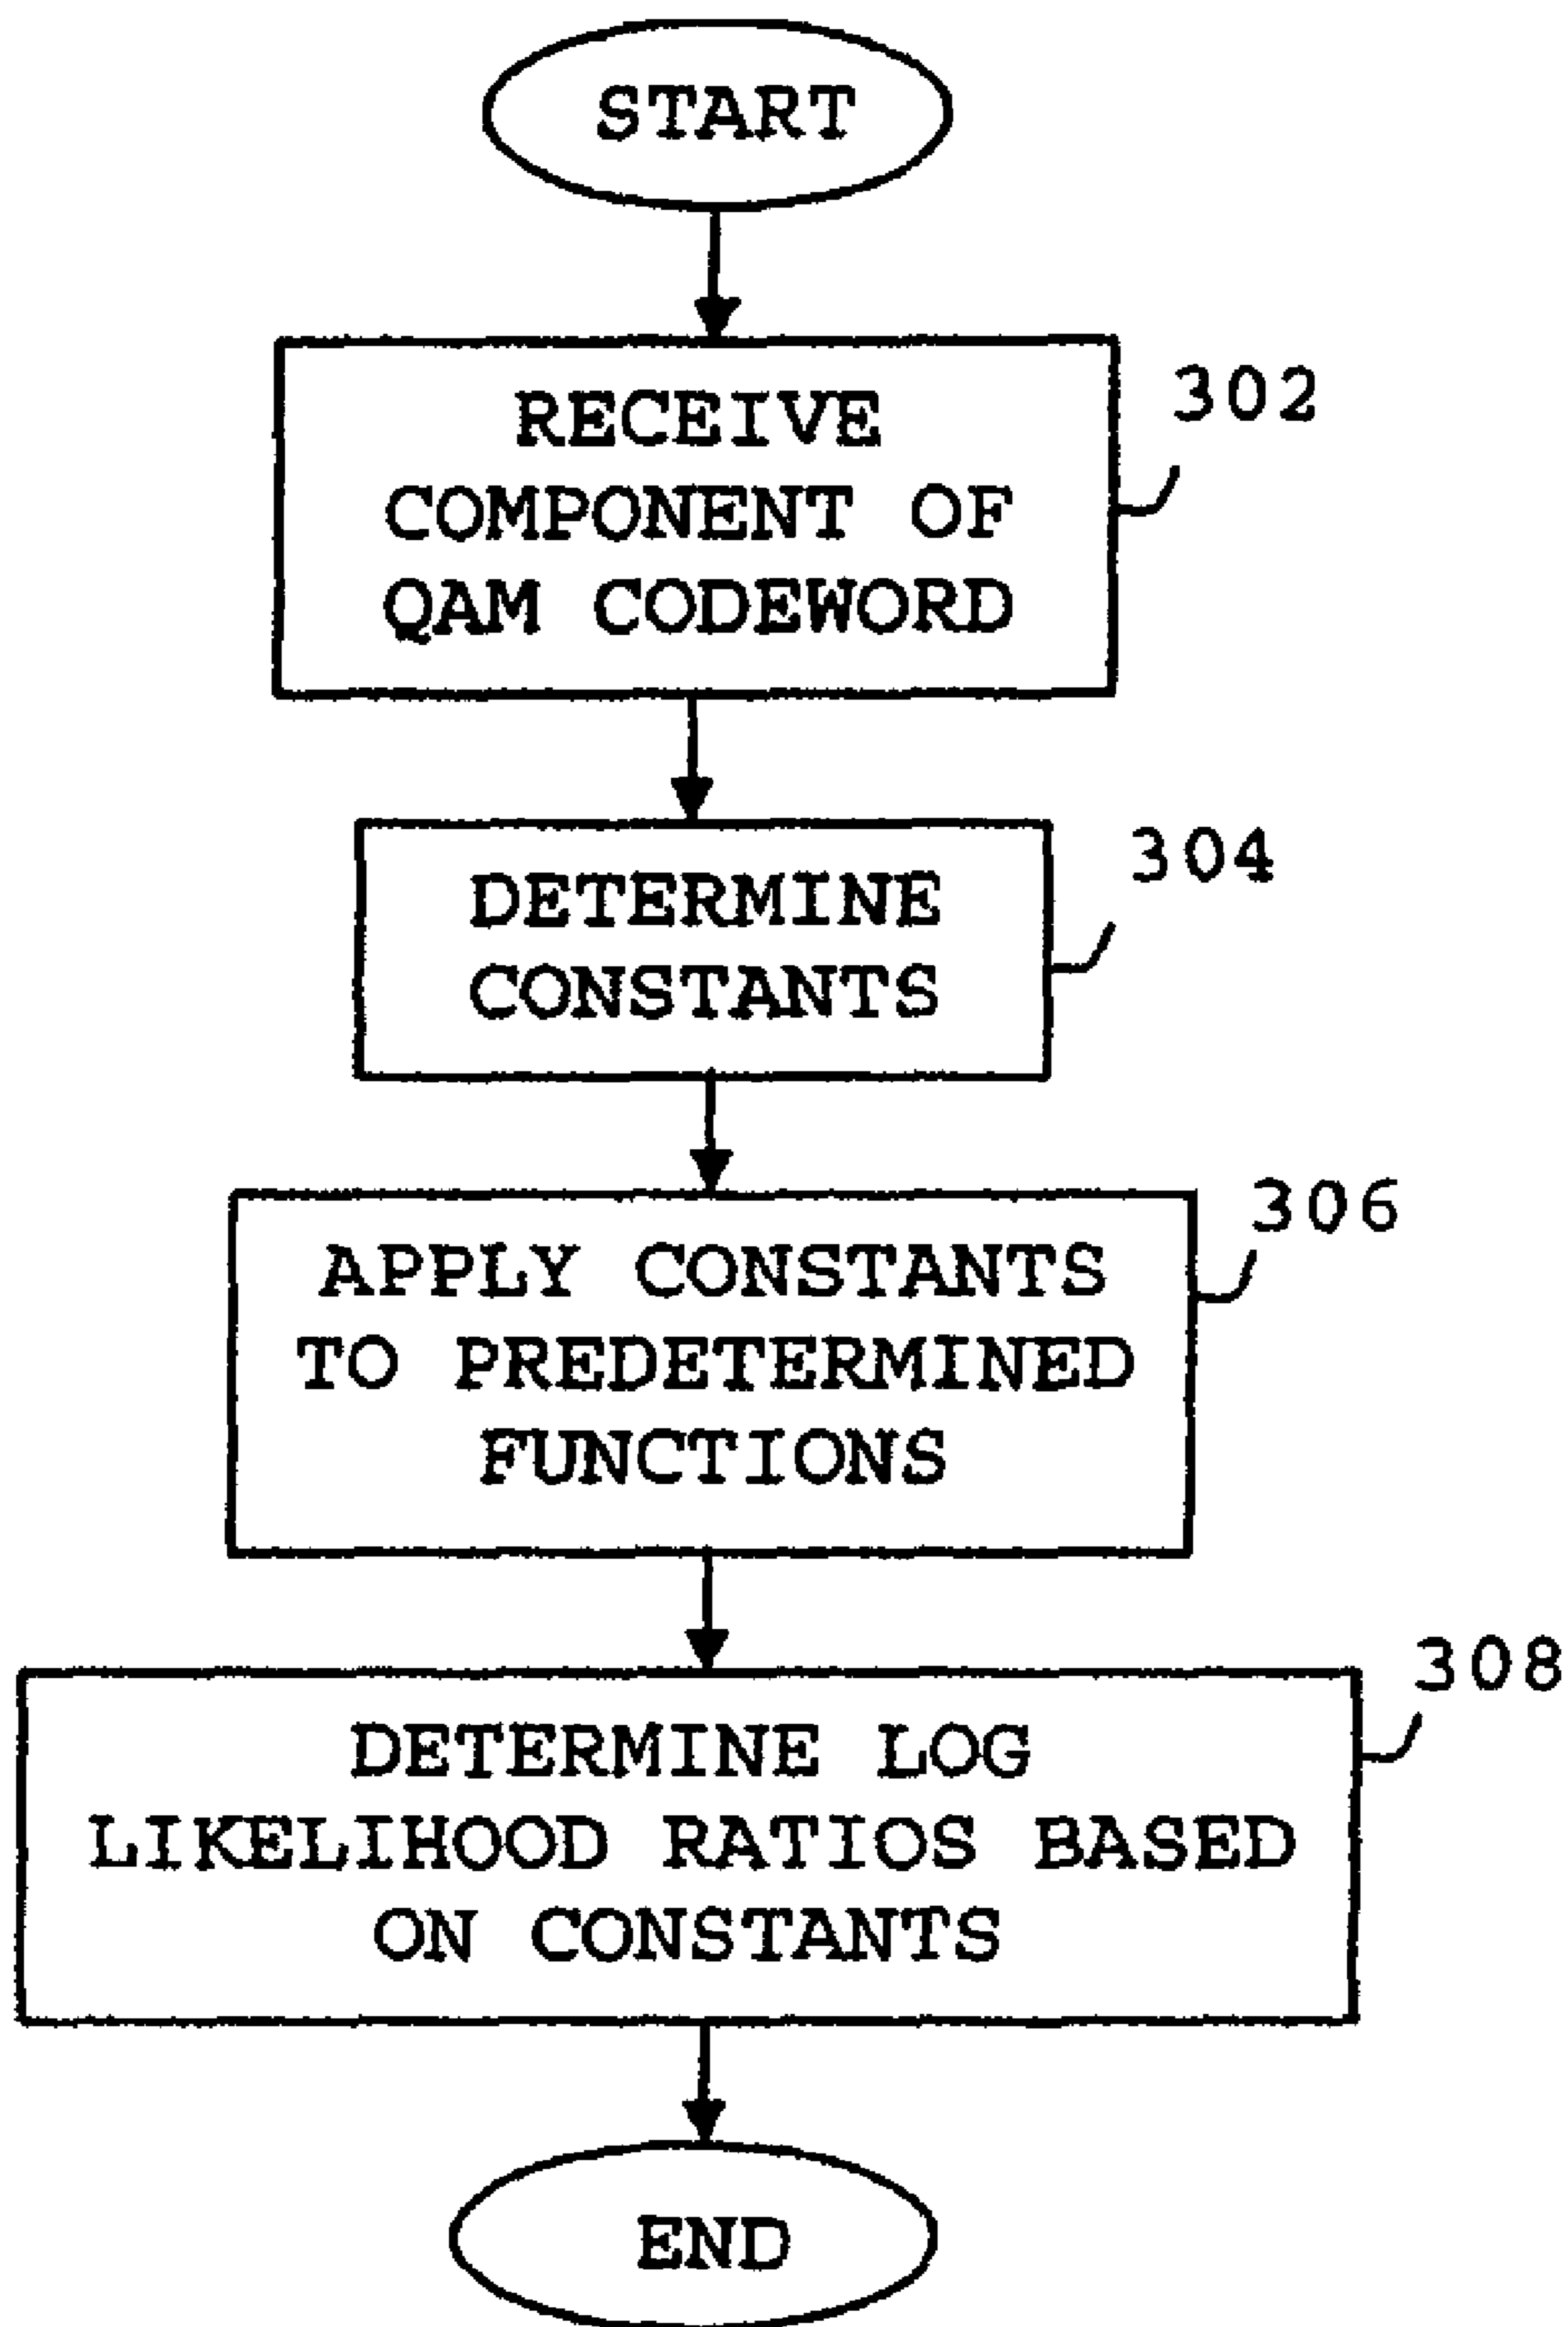 START
302
RECEIVE
COMPONENT OF
QAM CODEWORD
304
DETERMINE
CONSTANTS
306
APPLY CONSTANTS
TO PREDETERMINED
FUNCTIONS
308
DETERMINE LOG
LIKELIHOOD RATIOS BASED
ON CONSTANTS
END